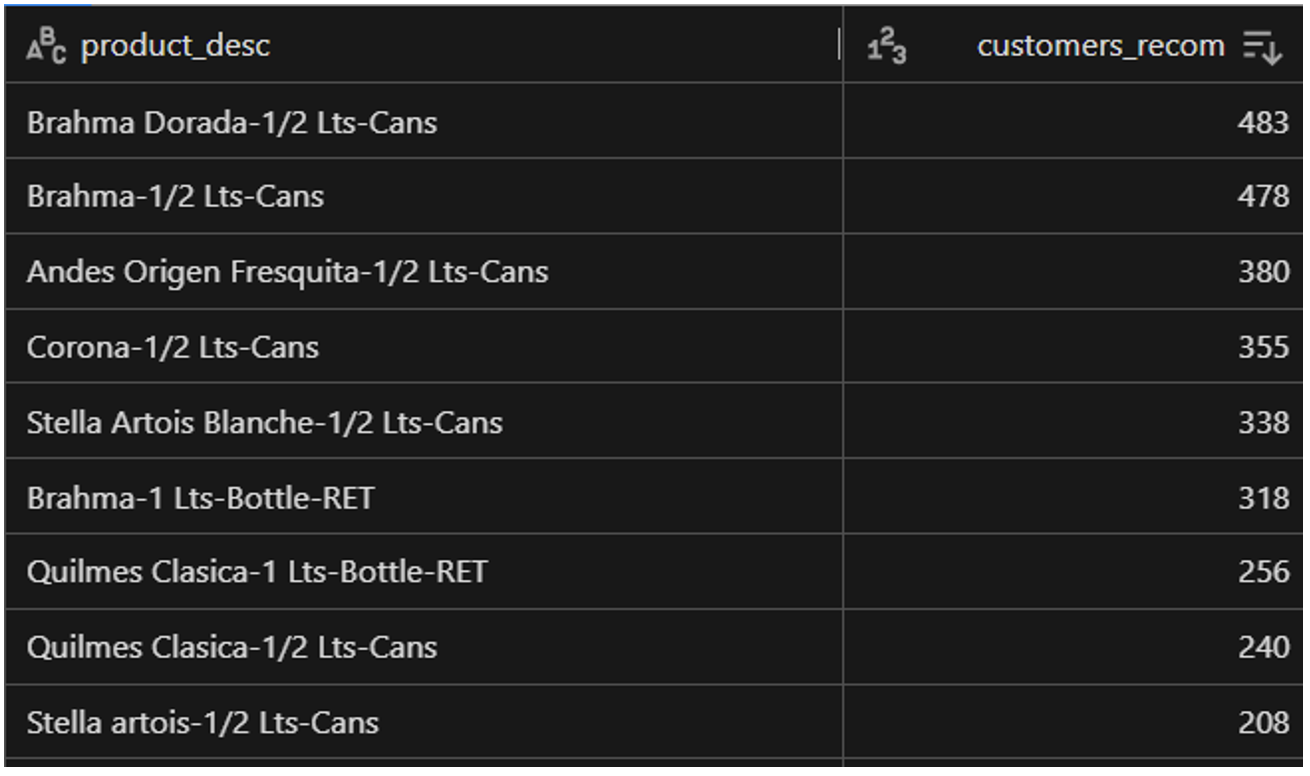 ABC product_desc 123 customers_recom
Brahma Dorada-1/2 Lts-Cans 483
Brahma-1/2 Lts-Cans 478
Andes Origen Fresquita-1/2 Lts-Cans 380
Corona-1/2 Lts-Cans 355
Stella Artois Blanche-1/2 Lts-Cans 338
Brahma-1 Lts-Bottle-RET 318
Quilmes Clasica-1 Lts-Bottle-RET 256
Quilmes Clasica-1/2 Lts-Cans 240
Stella artois-1/2 Lts-Cans 208